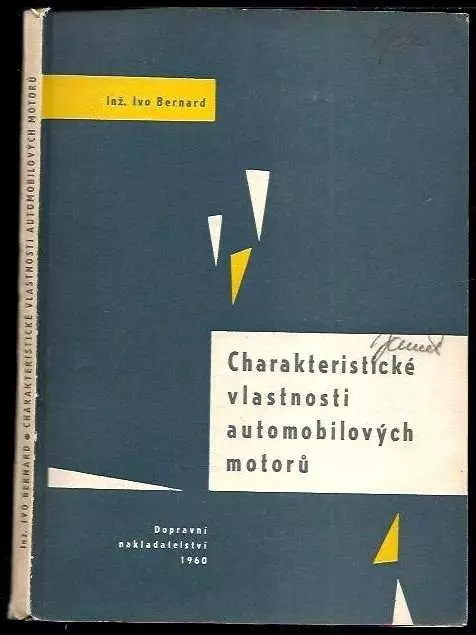 Inž. Ivo Bernard
Charakteristické
vlastnosti
automobilových
motorů
Dopravní
nakladatelství
1960
Inž. IVO BERNARD • CHARAKTERISTICKÉ VLASTNOSTI AUTOMOBILOVÝCH MOTORŮ